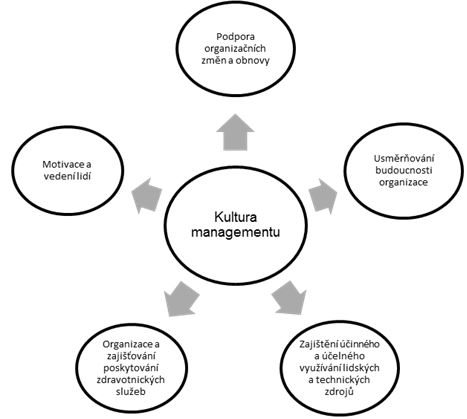 Podpora
organizačních
změn a obnovy
Motivace a
vedení lidí
Usměrňování
budoucnosti
organizace
Kultura
managementu
Organizace a
zajišťování
poskytování
zdravotnických
služeb
Zajištění účinného
a účelného
využívání lidských
a technických
zdrojů